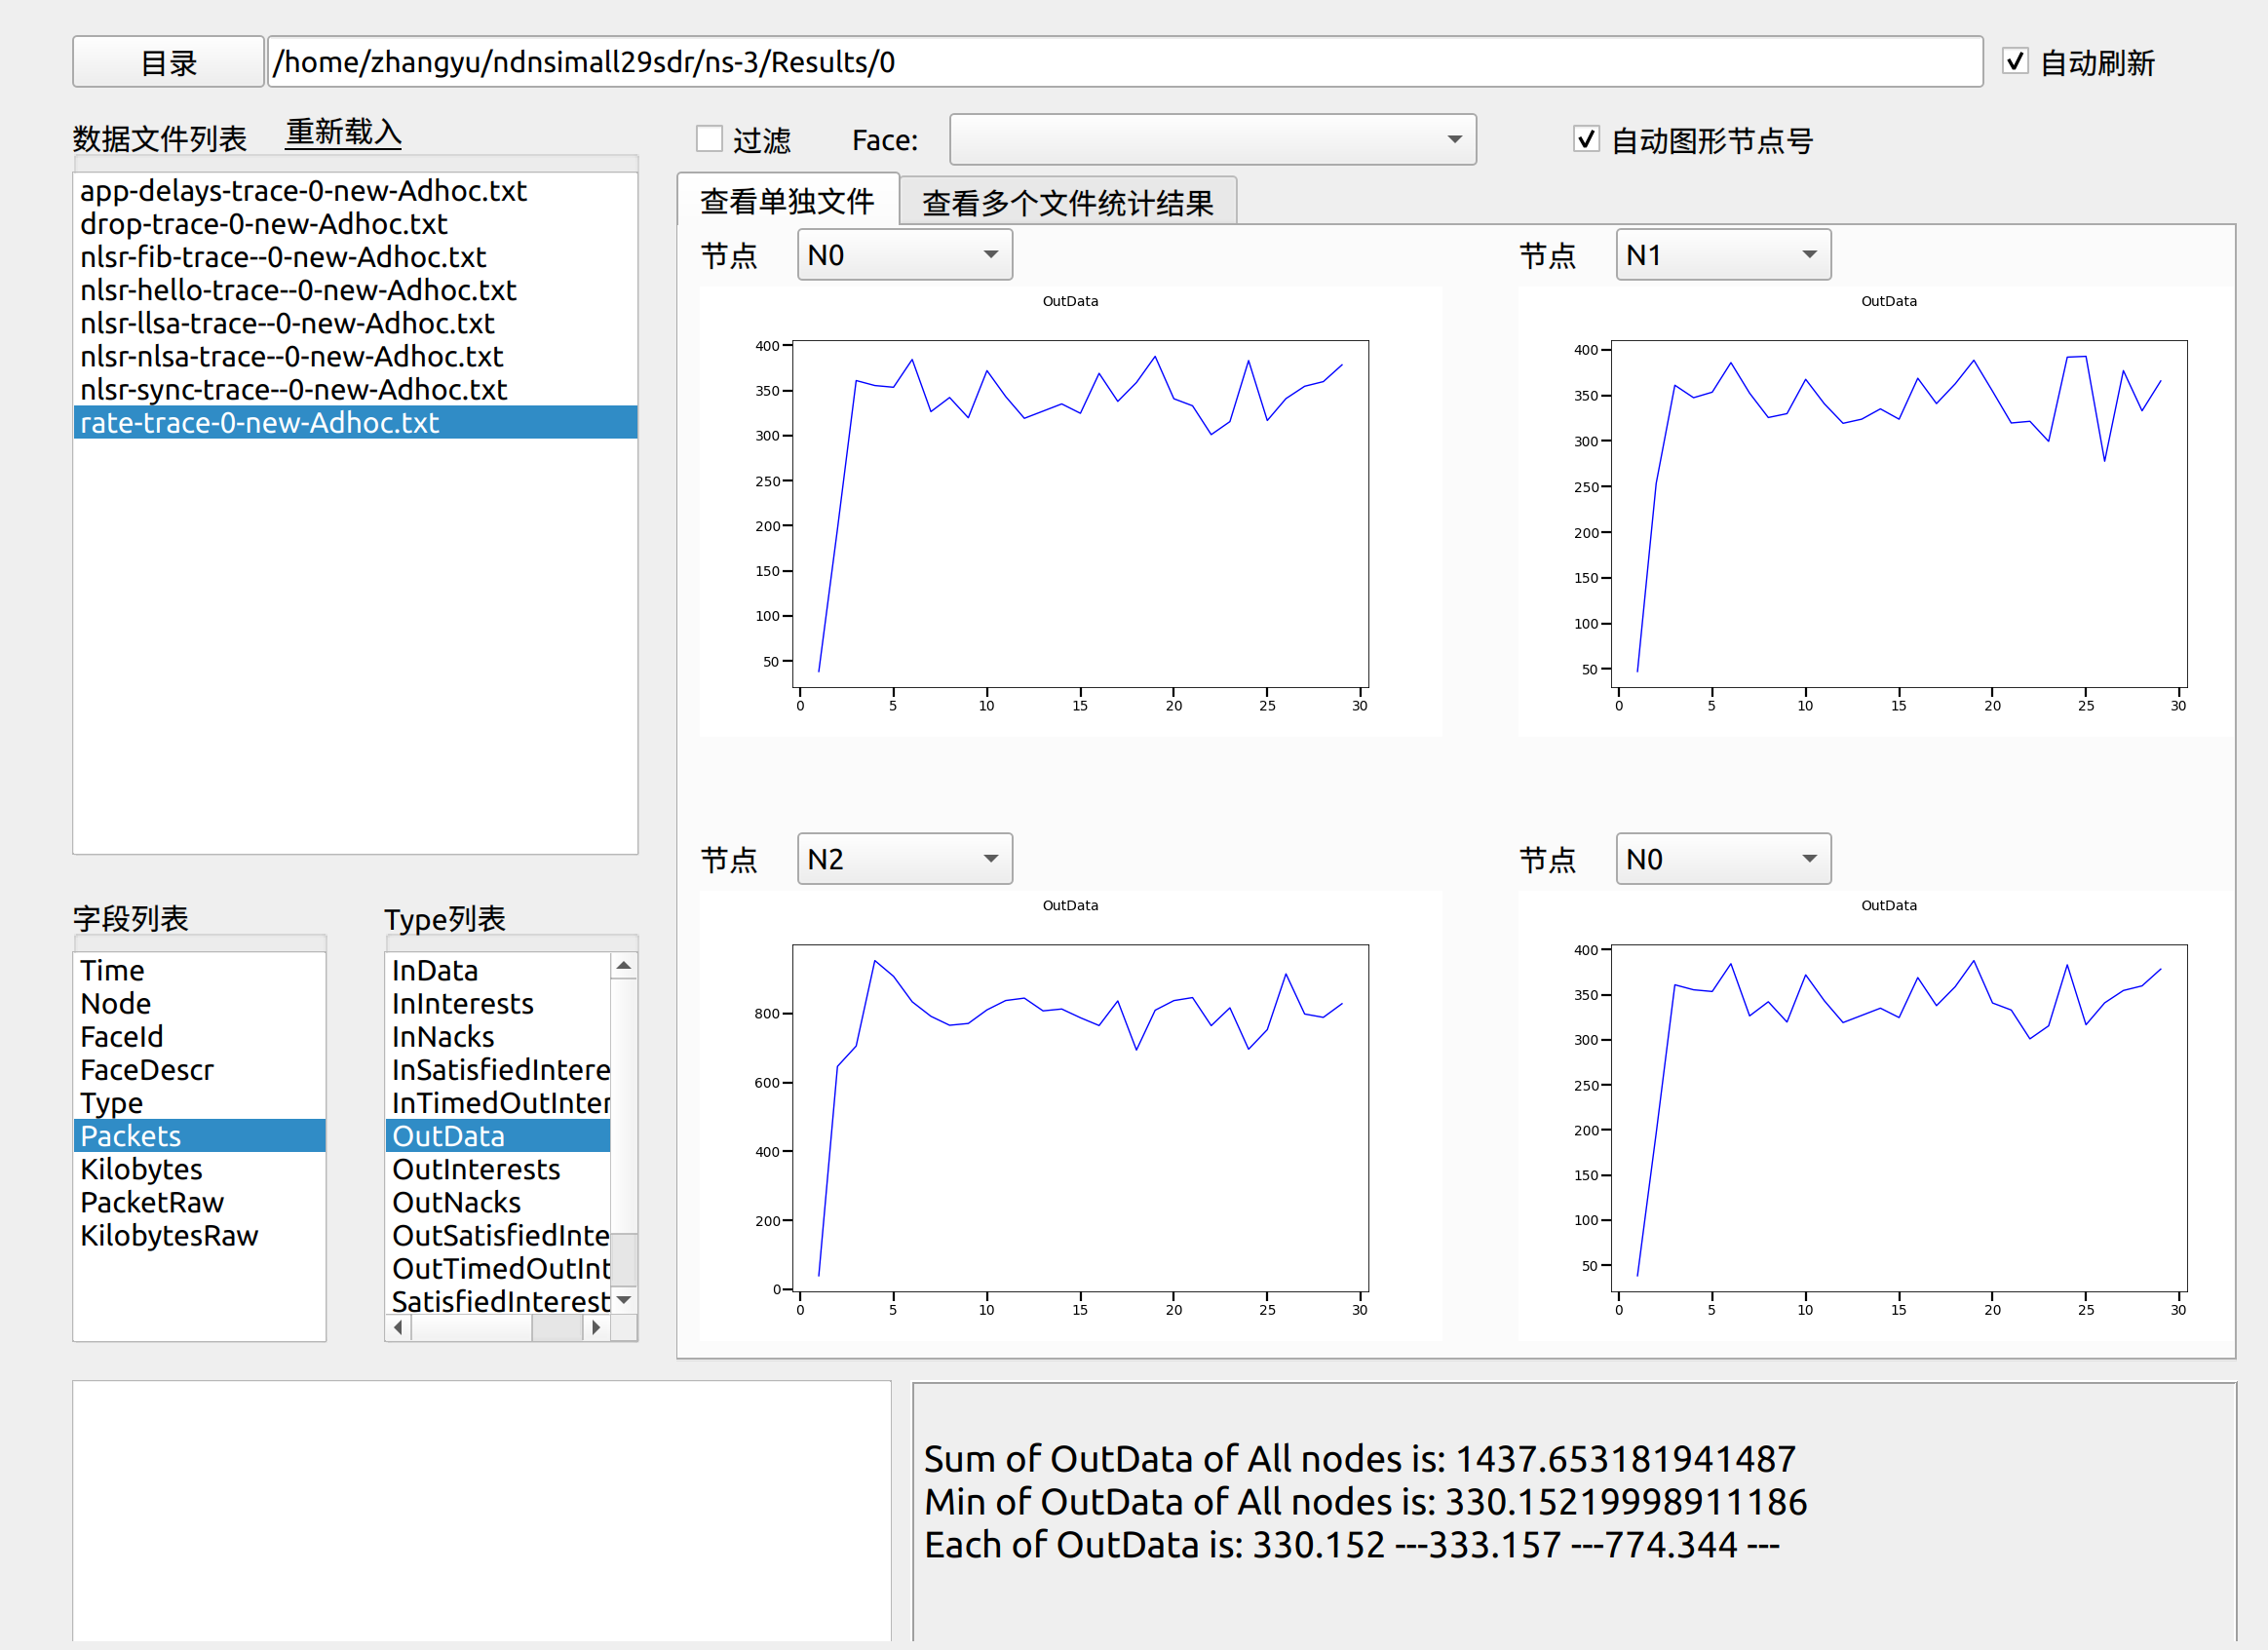 目录 /home/zhangyu/ndnsimall29sdr/ns-3/Results/0 自动刷新
数据文件列表 重新载入 过滤 Face: 自动图形节点号
app-delays-trace-0-new-Adhoc.txt
drop-trace-0-new-Adhoc.txt
nlsr-fib-trace--0-new-Adhoc.txt
nlsr-hello-trace--0-new-Adhoc.txt
nlsr-llsa-trace--0-new-Adhoc.txt
nlsr-nlsa-trace--0-new-Adhoc.txt
nlsr-sync-trace--0-new-Adhoc.txt
rate-trace-0-new-Adhoc.txt
字段列表
Time
Node
FaceId
FaceDescr
Type
Packets
Kilobytes
PacketRaw
KilobytesRaw
Type列表
InData
InInterests
InNacks
InSatisfiedIntere
InTimedOutInter
OutData
OutInterests
OutNacks
OutSatisfiedInte
OutTimedOutInt
SatisfiedInterest
查看单独文件 查看多个文件统计结果
节点 N0
OutData
400
350
300
250
200
150
100
50
0 5 10 15 20 25 30
节点 N1
OutData
400
350
300
250
200
150
100
50
0 5 10 15 20 25 30
节点 N2
OutData
800
600
400
200
0
0 5 10 15 20 25 30
节点 N0
OutData
400
350
300
250
200
150
100
50
0 5 10 15 20 25 30
Sum of OutData of All nodes is: 1437.653181941487
Min of OutData of All nodes is: 330.15219998911186
Each of OutData is: 330.152 ---333.157 ---774.344 ---